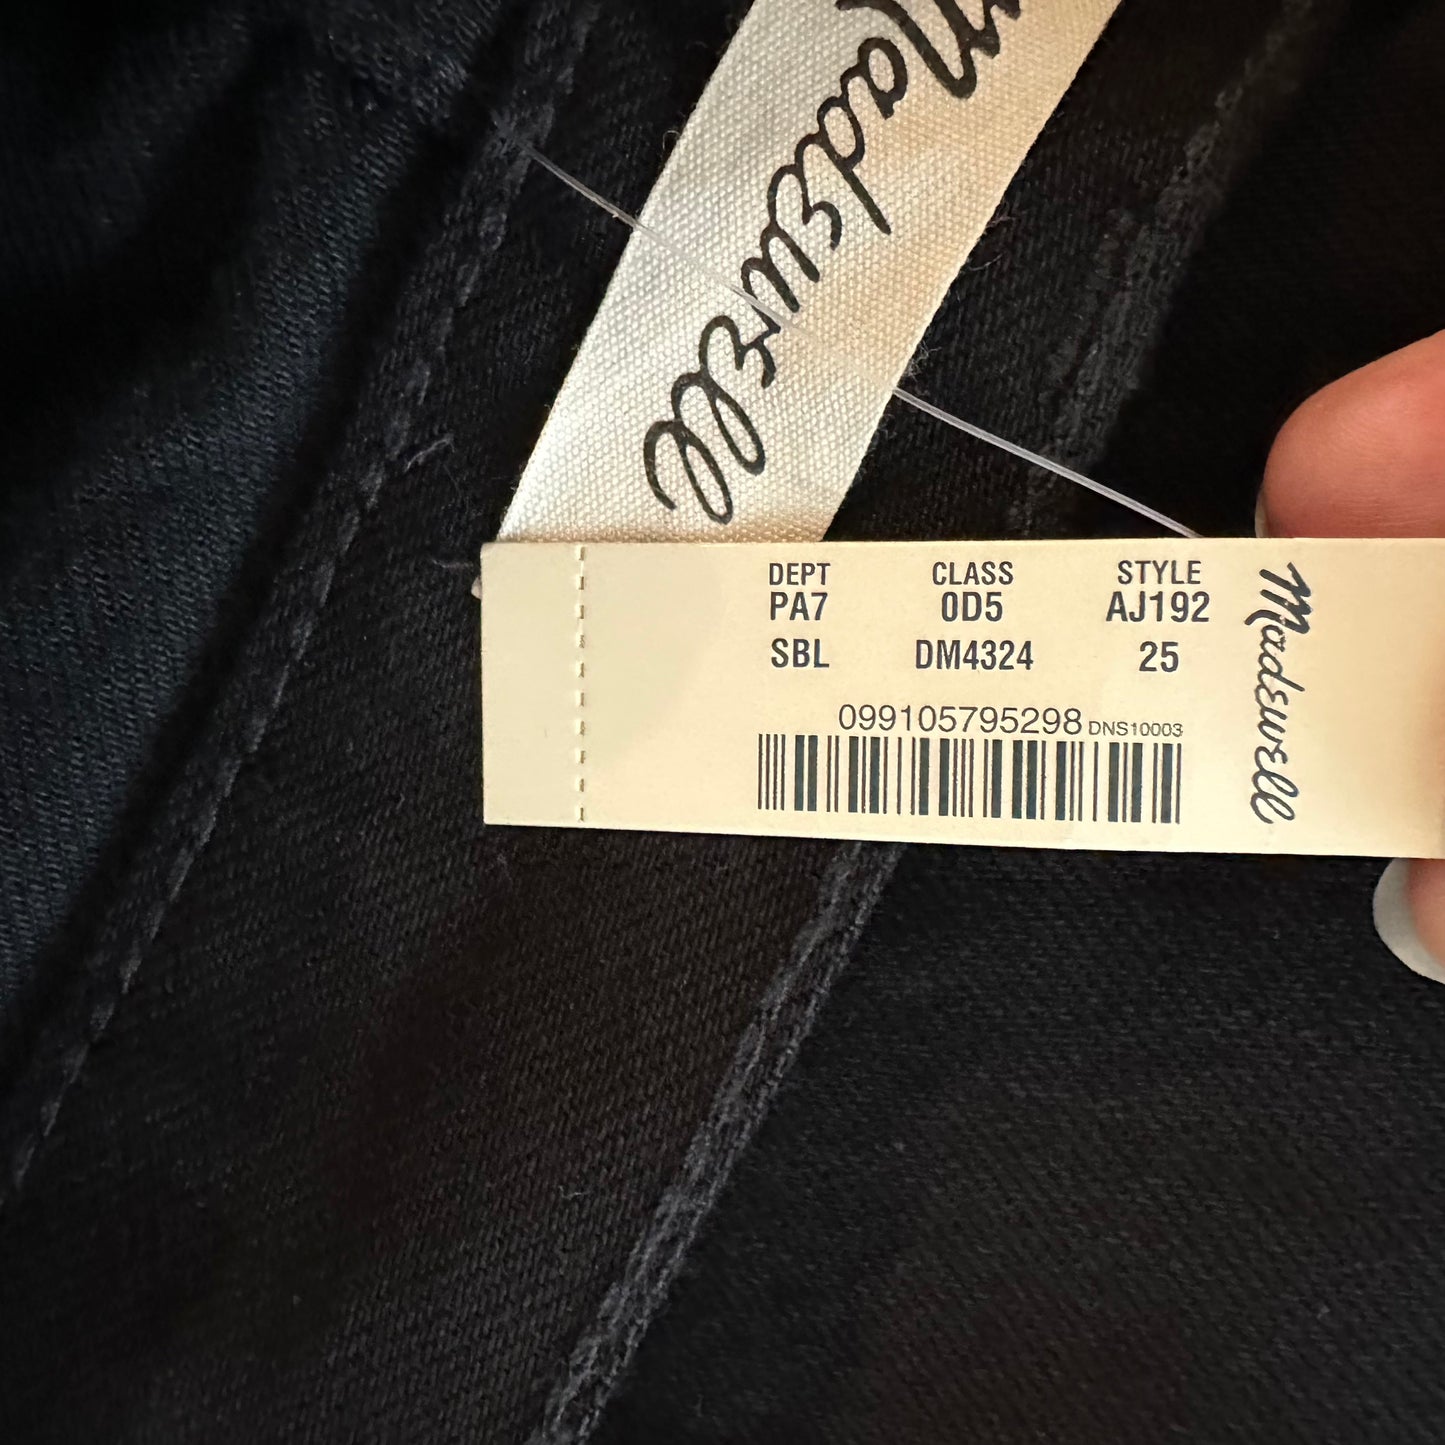 Madewell
DEPT CLASS STYLE
PA7 0D5 AJ192
SBL DM4324 25
099105795298 DNS10003
Madewell